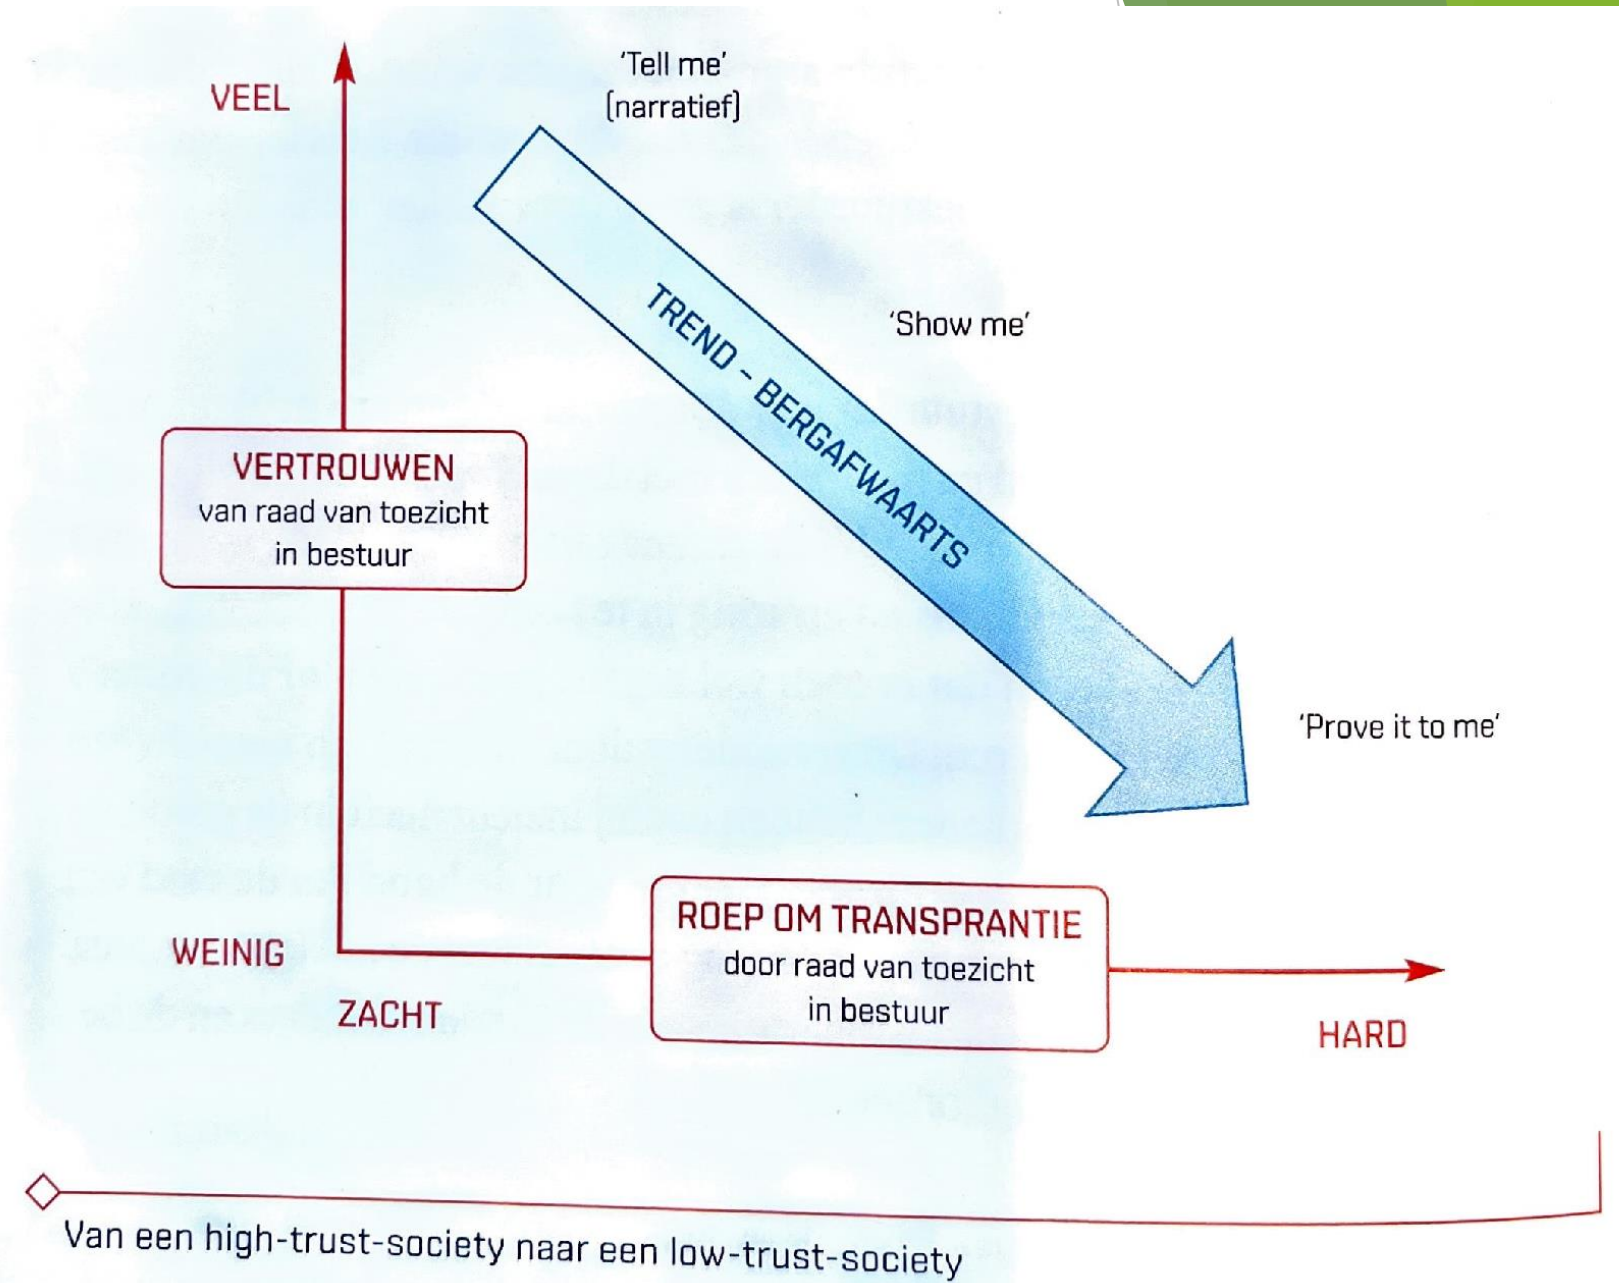 'Tell me'
(narratief)
VEEL
'Show me'
TREND - BERGAFWAARTS
VERTROUWEN
van raad van toezicht
in bestuur
'Prove it to me'
ROEP OM TRANSPRANTIE
door raad van toezicht
in bestuur
WEINIG
ZACHT
HARD
Van een high-trust-society naar een low-trust-society